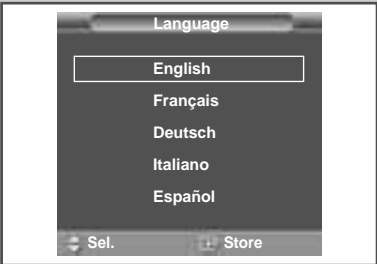 Language
English
Français
Deutsch
Italiano
Español
Sel. Store